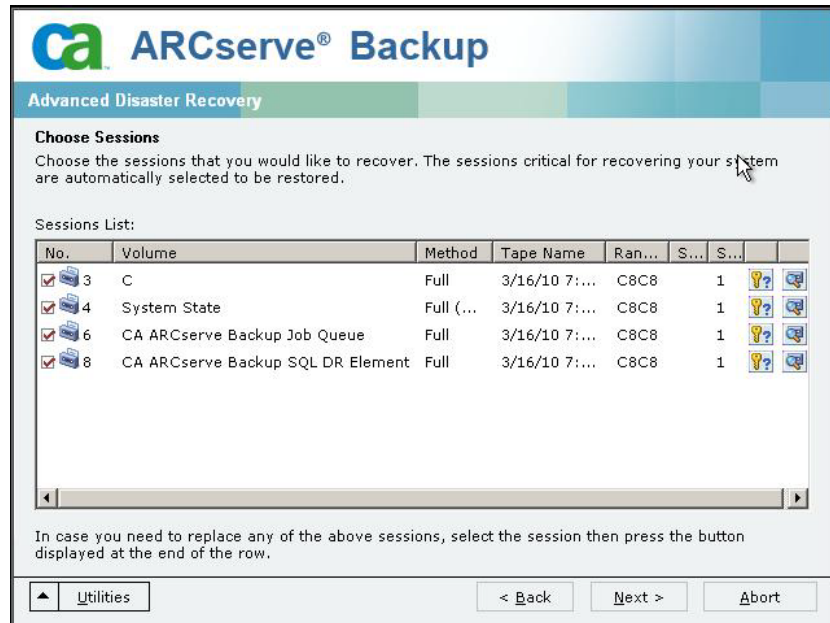 ca ARCserve® Backup
Advanced Disaster Recovery
Choose Sessions
Choose the sessions that you would like to recover. The sessions critical for recovering your system
are automatically selected to be restored.
Sessions List:
No. Volume Method Tape Name Ran... S... S...
3 C Full 3/16/10 7:... C8C8 1
4 System State Full (... 3/16/10 7:... C8C8 1
6 CA ARCserve Backup Job Queue Full 3/16/10 7:... C8C8 1
8 CA ARCserve Backup SQL DR Element Full 3/16/10 7:... C8C8 1
In case you need to replace any of the above sessions, select the session then press the button
displayed at the end of the row.
Utilities < Back Next > Abort